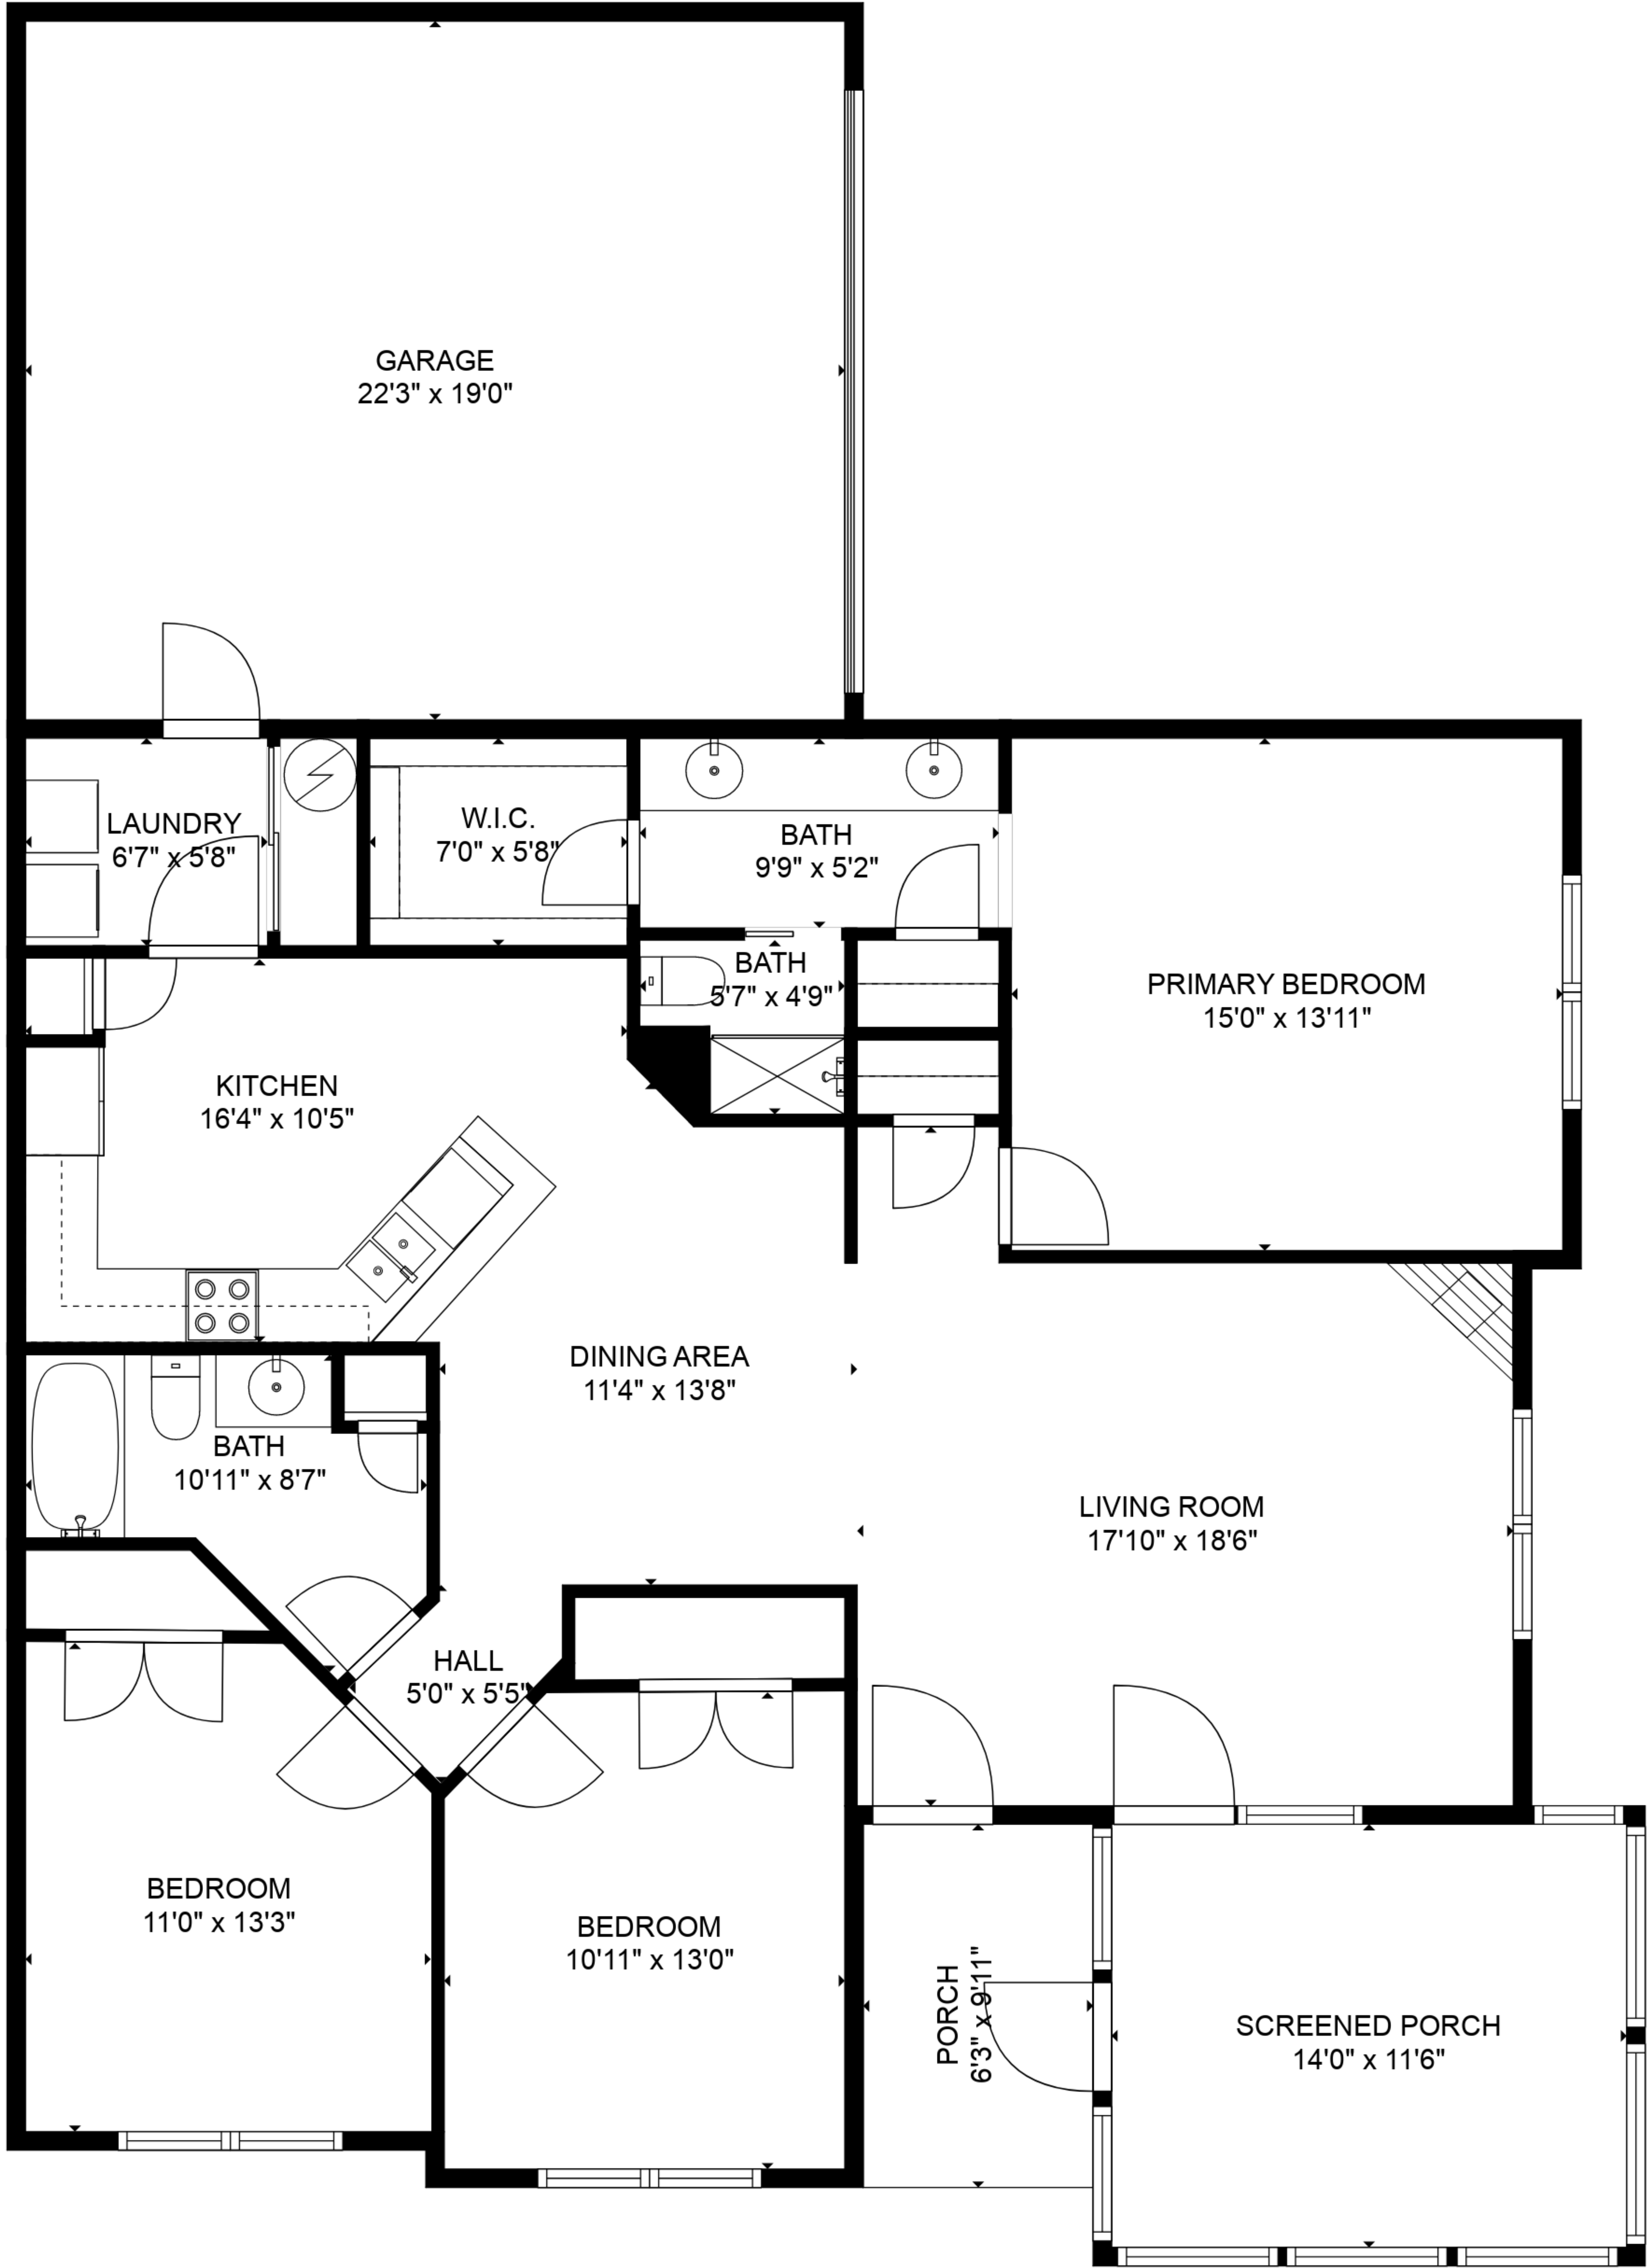 GARAGE
22'3" x 19'0"
LAUNDRY
6'7" x 5'8"
W.I.C.
7'0" x 5'8"
BATH
9'9" x 5'2"
BATH
5'7" x 4'9"
PRIMARY BEDROOM
15'0" x 13'11"
KITCHEN
16'4" x 10'5"
DINING AREA
11'4" x 13'8"
BATH
10'11" x 8'7"
LIVING ROOM
17'10" x 18'6"
HALL
5'0" x 5'5"
BEDROOM
11'0" x 13'3"
BEDROOM
10'11" x 13'0"
PORCH
6'3" x 9'11"
SCREENED PORCH
14'0" x 11'6"